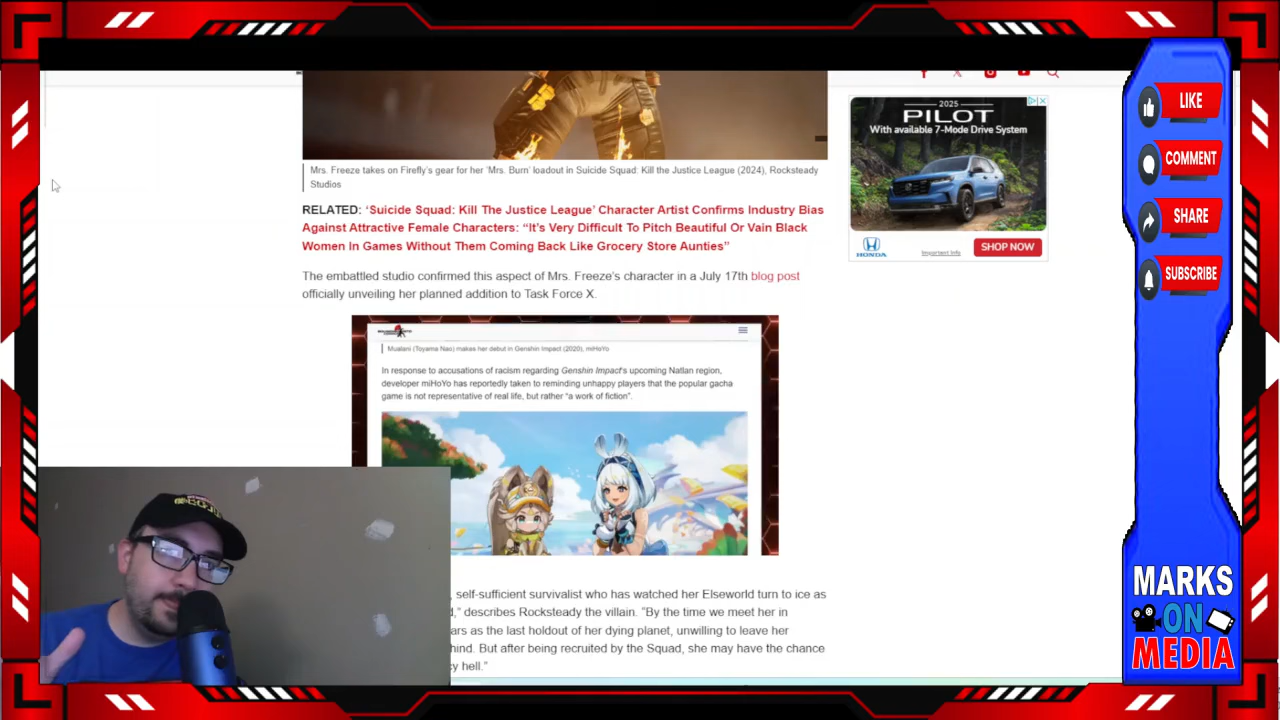 2025
PILOT
With available 7-Mode Drive System
HONDA
Important Info
SHOP NOW
LIKE
COMMENT
SHARE
SUBSCRIBE
MARKS
ON
MEDIA
Mrs. Freeze takes on Firefly's gear for her 'Mrs. Burn' loadout in Suicide Squad: Kill the Justice League (2024), Rocksteady
Studios
RELATED: 'Suicide Squad: Kill The Justice League' Character Artist Confirms Industry Bias
Against Attractive Female Characters: "It's Very Difficult To Pitch Beautiful Or Vain Black
Women In Games Without Them Coming Back Like Grocery Store Aunties"
The embattled studio confirmed this aspect of Mrs. Freeze's character in a July 17th blog post
officially unveiling her planned addition to Task Force X.
Mualani (Toyama Nao) makes her debut in Genshin Impact (2020), miHoYo
In response to accusations of racism regarding Genshin Impact's upcoming Natlan region,
developer miHoYo has reportedly taken to reminding unhappy players that the popular gacha
game is not representative of real life, but rather "a work of fiction".
, self-sufficient survivalist who has watched her Elseworld turn to ice as
," describes Rocksteady the villain. "By the time we meet her in
as the last holdout of her dying planet, unwilling to leave her
But after being recruited by the Squad, she may have the chance
hell."